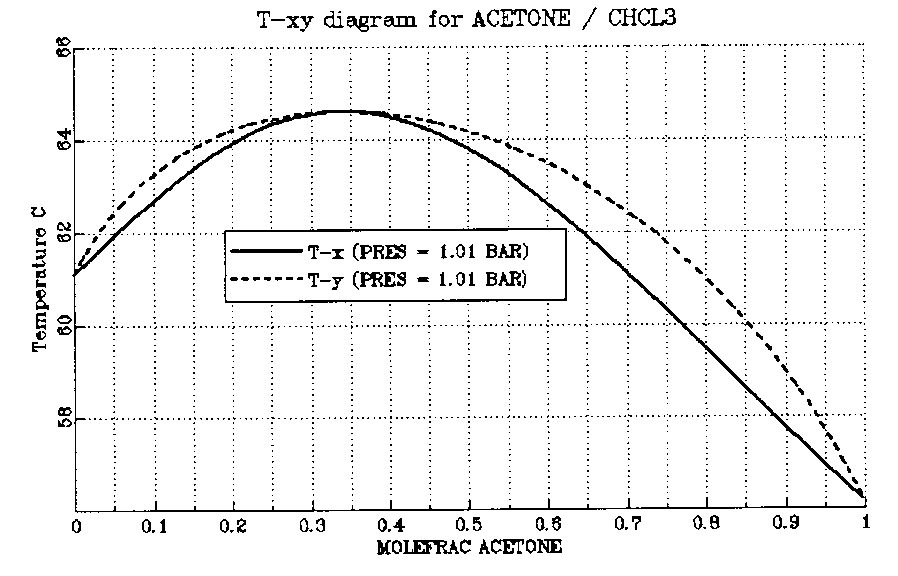 T-xy diagram for ACETONE / CHCL3
66
64
62
60
58
Temperature C
T-x (PRES = 1.01 BAR)
T-y (PRES = 1.01 BAR)
0 0.1 0.2 0.3 0.4 0.5 0.6 0.7 0.8 0.9 1
MOLEFRAC ACETONE